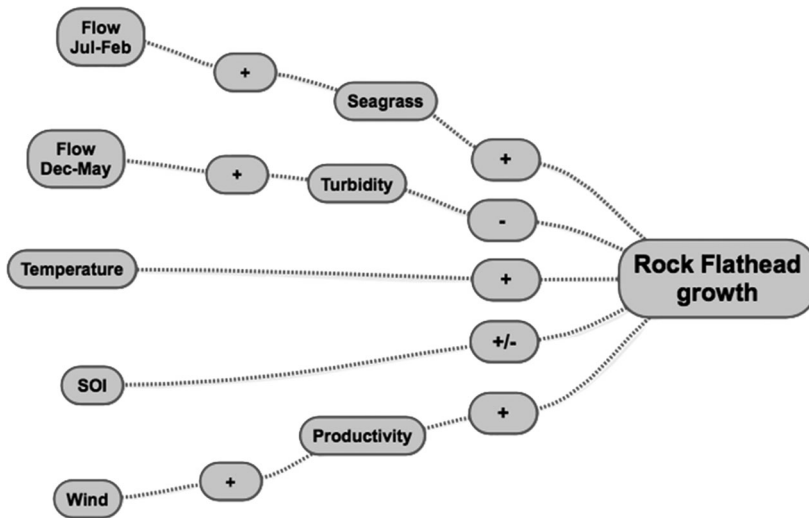 Flow
Jul-Feb
+
Seagrass
+
Flow
Dec-May
+
Turbidity
-
Temperature
+
Rock Flathead
growth
SOI
+/-
Productivity
+
Wind
+